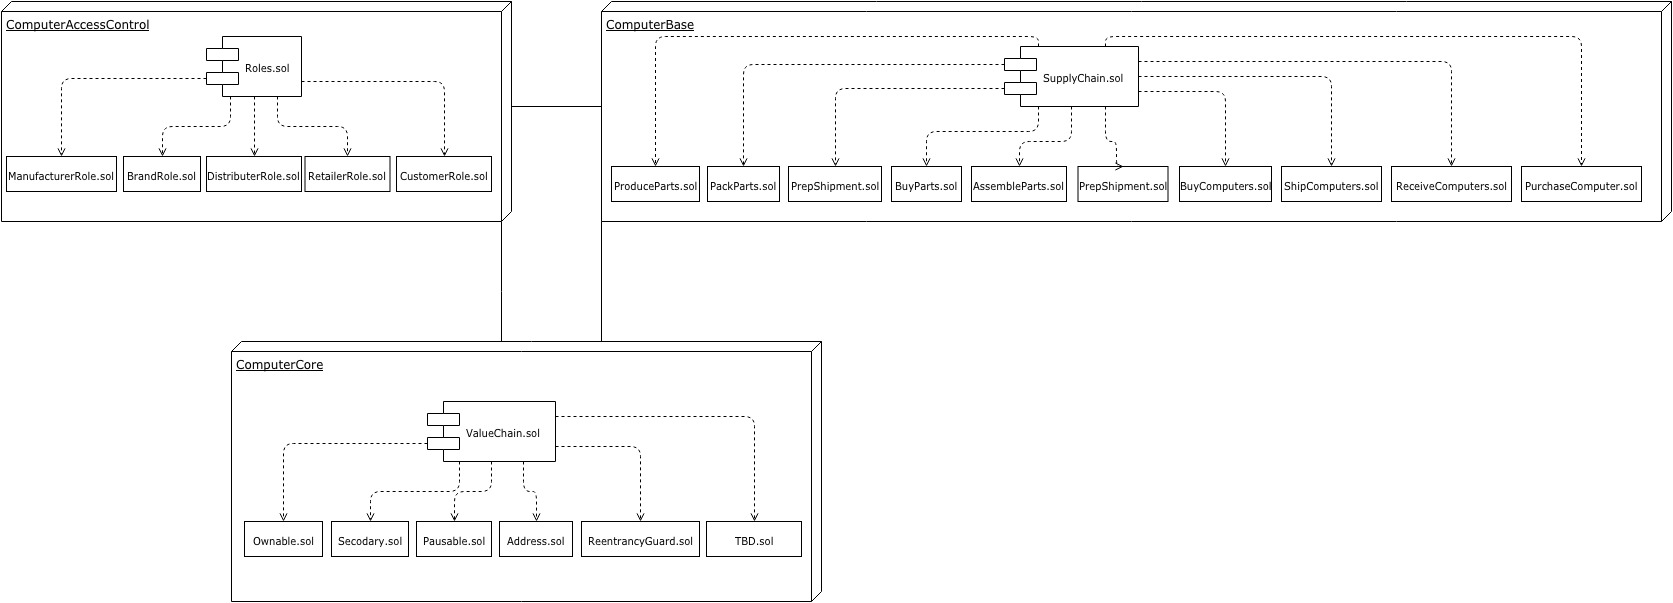 ComputerAccessControl
Roles.sol
ManufacturerRole.sol
BrandRole.sol
DistributerRole.sol
RetailerRole.sol
CustomerRole.sol
ComputerBase
SupplyChain.sol
ProduceParts.sol
PackParts.sol
PrepShipment.sol
BuyParts.sol
AssembleParts.sol
PrepShipment.sol
BuyComputers.sol
ShipComputers.sol
ReceiveComputers.sol
PurchaseComputer.sol
ComputerCore
ValueChain.sol
Ownable.sol
Secodary.sol
Pausable.sol
Address.sol
ReentrancyGuard.sol
TBD.sol